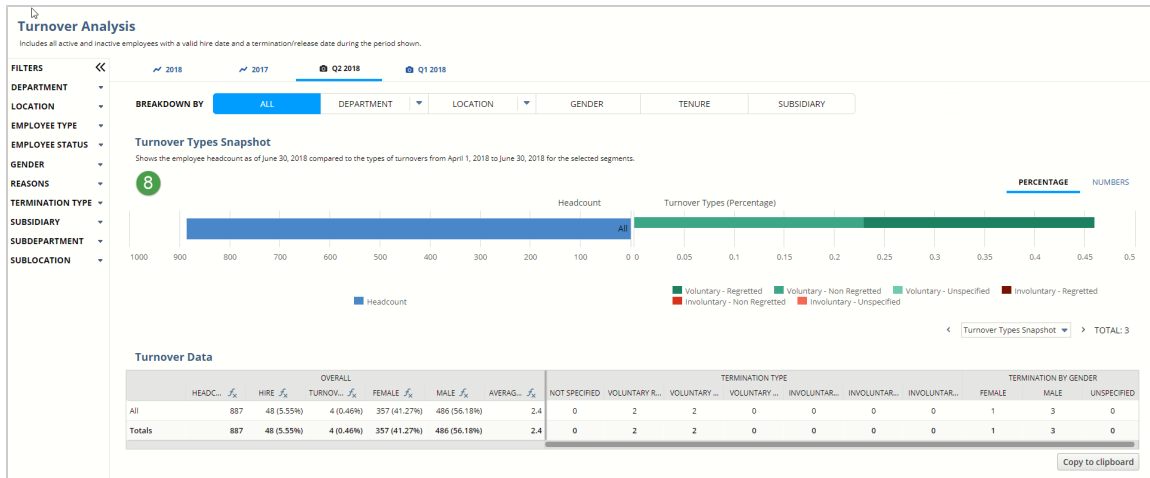 Turnover Analysis
Includes all active and inactive employees with a valid hire date and a termination/release date during the period shown.
FILTERS
DEPARTMENT
LOCATION
EMPLOYEE TYPE
EMPLOYEE STATUS
GENDER
REASONS
TERMINATION TYPE
SUBSIDIARY
SUBDEPARTMENT
SUBLOCATION
2018 2017 Q2 2018 Q1 2018
BREAKDOWN BY ALL DEPARTMENT LOCATION GENDER TENURE SUBSIDIARY
Turnover Types Snapshot
Shows the employee headcount as of June 30, 2018 compared to the types of turnovers from April 1, 2018 to June 30, 2018 for the selected segments.
8
PERCENTAGE NUMBERS
Headcount Turnover Types (Percentage)
All
1000 900 800 700 600 500 400 300 200 100 0 0 0.05 0.1 0.15 0.2 0.25 0.3 0.35 0.4 0.45 0.5
Headcount
Voluntary - Regretted Voluntary - Non Regretted Voluntary - Unspecified Involuntary - Regretted
Involuntary - Non Regretted Involuntary - Unspecified
Turnover Types Snapshot TOTAL: 3
Turnover Data
OVERALL TERMINATION TYPE TERMINATION BY GENDER
HEADC... fx HIRE fx TURNOV... fx FEMALE fx MALE fx AVERAG... fx NOT SPECIFIED VOLUNTARY R... VOLUNTARY ... VOLUNTARY ... INVOLUNTAR... INVOLUNTAR... INVOLUNTAR... FEMALE MALE UNSPECIFIED
All 887 48 (5.55%) 4 (0.46%) 357 (41.27%) 486 (56.18%) 2.4 0 2 2 0 0 0 0 1 3 0
Totals 887 48 (5.55%) 4 (0.46%) 357 (41.27%) 486 (56.18%) 2.4 0 2 2 0 0 0 0 1 3 0
Copy to clipboard